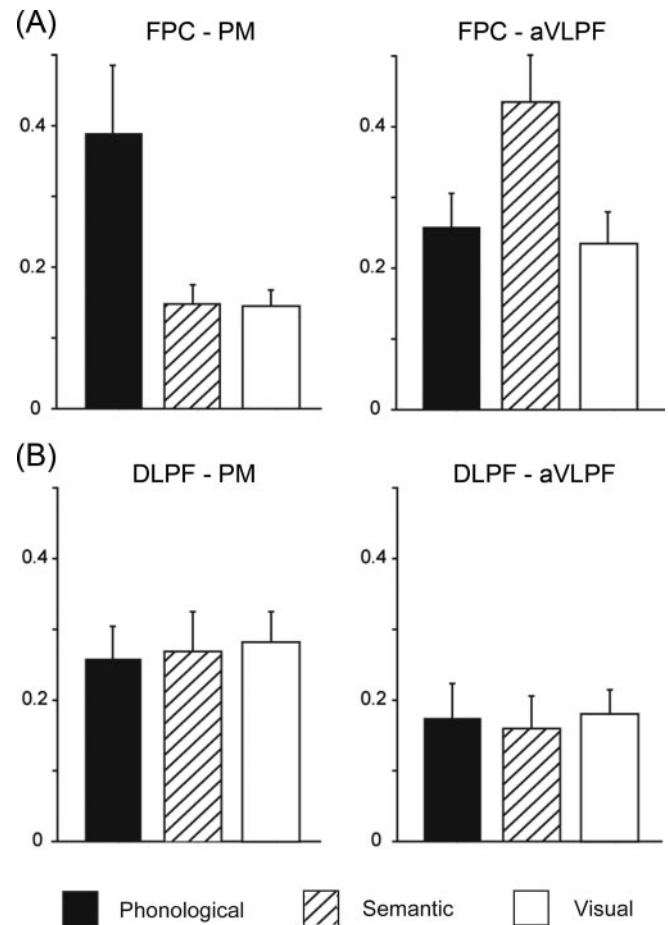 (A)
FPC - PM
FPC - aVLPF
0.4
0.2
0
0.4
0.2
0
(B)
DLPF - PM
DLPF - aVLPF
0.4
0.2
0
0.4
0.2
0
Phonological Semantic Visual